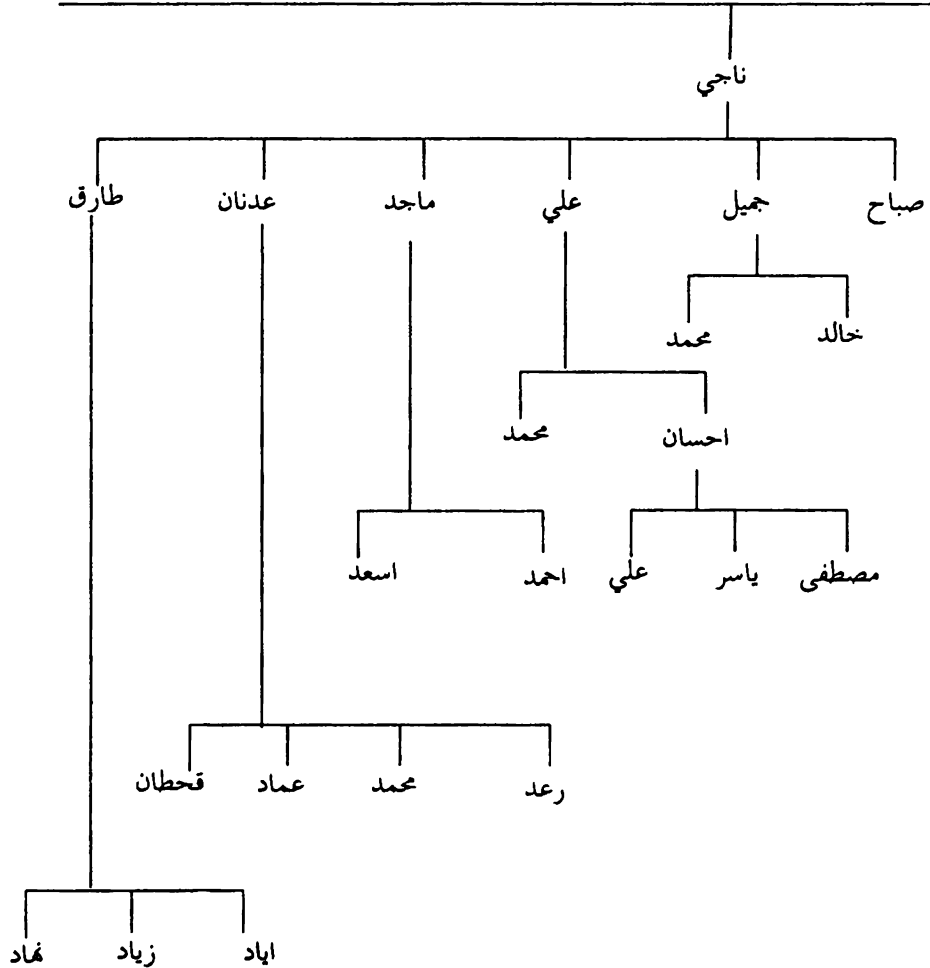 ناجي
صباح جميل علي ماجد عدنان طارق
خالد محمد
احسان محمد
مصطفى ياسر علي احمد اسعد
رعد محمد عماد قحطان
اياد زياد نهاد